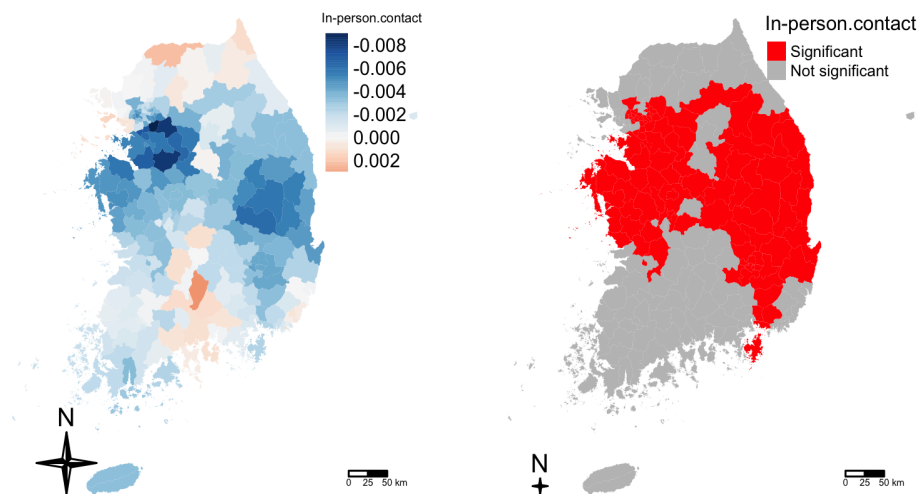 In-person.contact
-0.008
-0.006
-0.004
-0.002
0.000
0.002
N
0 25 50 km
In-person.contact
Significant
Not significant
N
0 25 50 km